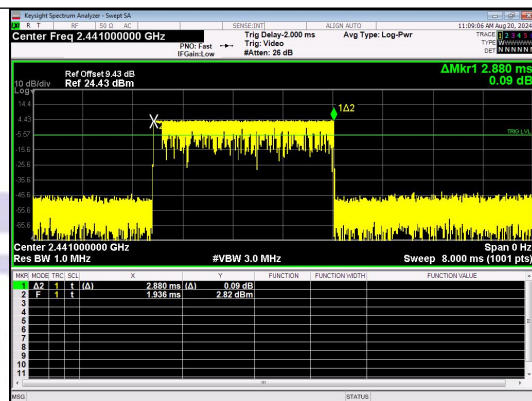 Keysight Spectrum Analyzer - Swept SA
R T RF 50 Ω AC SENSE:INT ALIGN AUTO 11:09:06 AM Aug 20, 2024
Center Freq 2.441000000 GHz
PNO: Fast
IFGain:Low
Trig Delay-2.000 ms
Trig: Video
#Atten: 26 dB
Avg Type: Log-Pwr
TRACE 1 2 3 4 5
TYPE
DET N N N N N
ΔMkr1 2.880 ms
0.09 dB
Ref Offset 9.43 dB
10 dB/div Ref 24.43 dBm
Log
14.4
4.43
-5.57
-15.6
-25.6
-35.6
-45.6
-55.6
-65.6
X2
1Δ2
TRIG LVL
Center 2.441000000 GHz Span 0 Hz
Res BW 1.0 MHz #VBW 3.0 MHz Sweep 8.000 ms (1001 pts)
MKR MODE TRC SCL X Y FUNCTION FUNCTION WIDTH FUNCTION VALUE
1 Δ2 1 t (Δ) 2.880 ms (Δ) 0.09 dB
2 F 1 t 1.936 ms 2.82 dBm
3
4
5
6
7
8
9
10
11
MSG STATUS